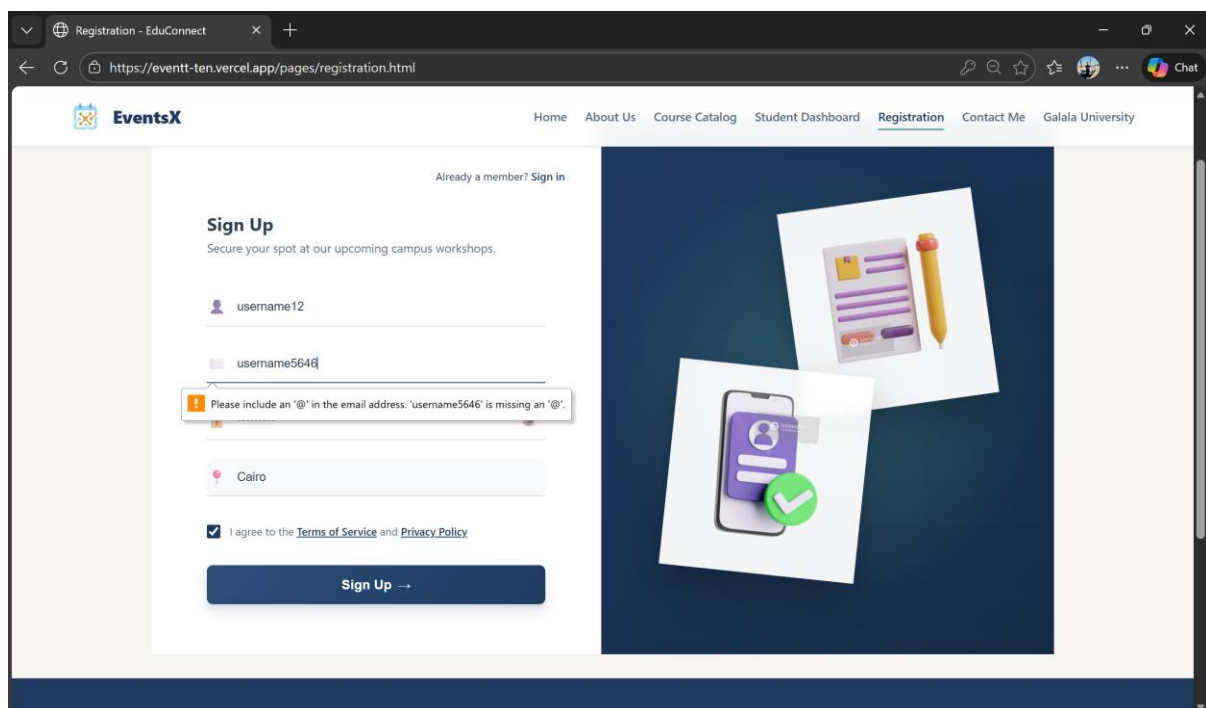 Registration - EduConnect
https://eventt-ten.vercel.app/pages/registration.html
Chat
EventsX
Home About Us Course Catalog Student Dashboard Registration Contact Me Galala University
Already a member? Sign in
Sign Up
Secure your spot at our upcoming campus workshops.
username12
username5646
Please include an '@' in the email address. 'username5646' is missing an '@'.
Cairo
I agree to the Terms of Service and Privacy Policy
Sign Up →